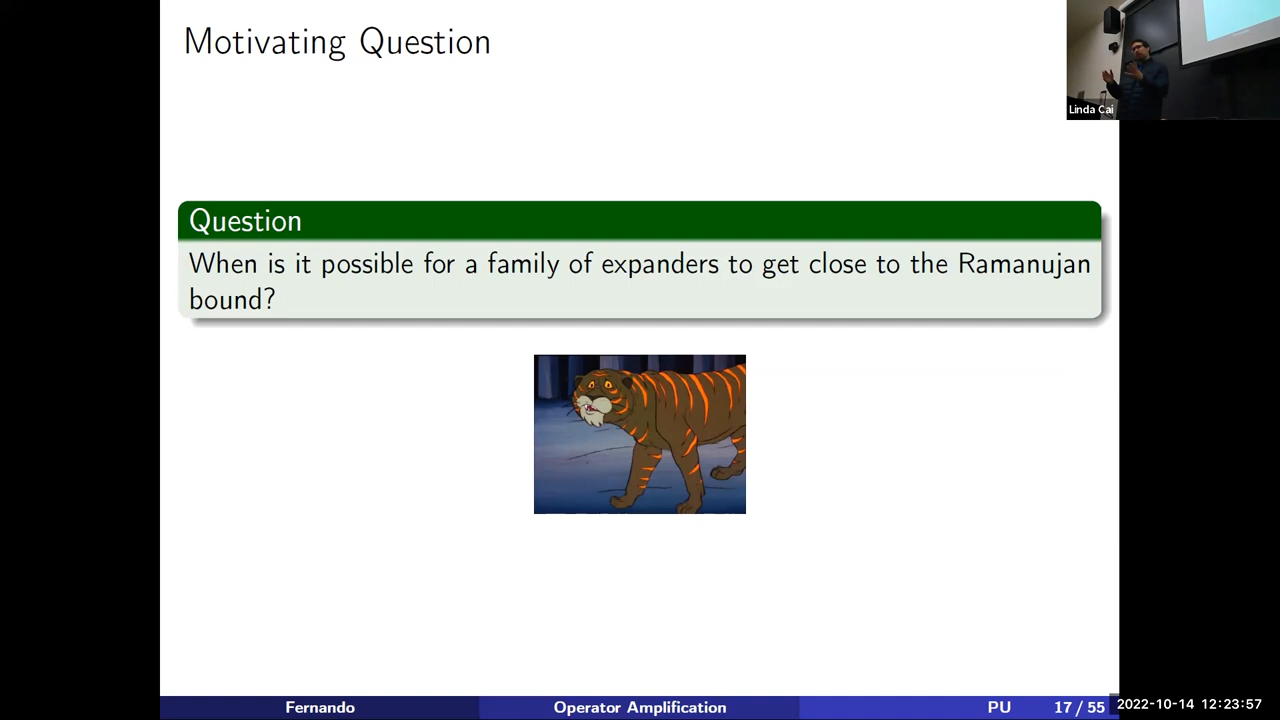 Motivating Question
Linda Cai
Question
When is it possible for a family of expanders to get close to the Ramanujan
bound?
Fernando
Operator Amplification
PU
17 / 55
2022-10-14 12:23:57